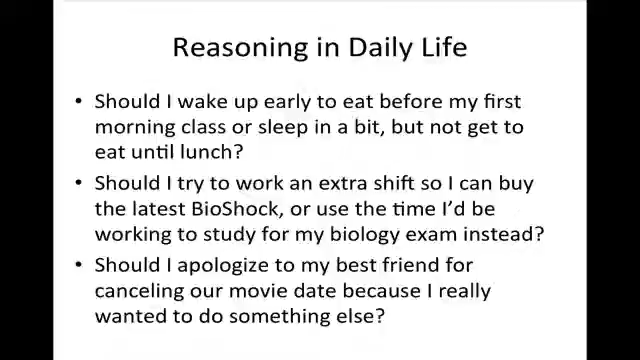 Reasoning in Daily Life
• Should I wake up early to eat before my first
morning class or sleep in a bit, but not get to
eat until lunch?
• Should I try to work an extra shift so I can buy
the latest BioShock, or use the time I'd be
working to study for my biology exam instead?
• Should I apologize to my best friend for
canceling our movie date because I really
wanted to do something else?